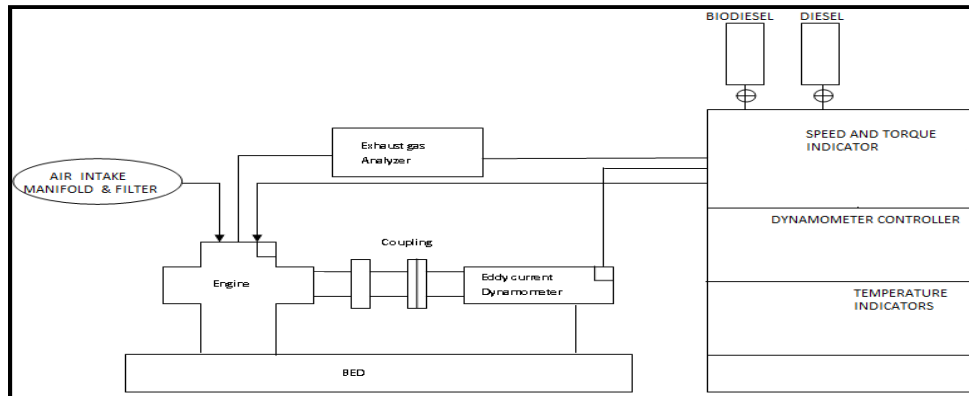 BIODIESEL
DIESEL
SPEED AND TORQUE
INDICATOR
Exhaust gas
Analyzer
AIR INTAKE
MANIFOLD & FILTER
DYNAMOMETER CONTROLLER
Coupling
Engine
Eddy current
Dynamometer
TEMPERATURE
INDICATORS
BED